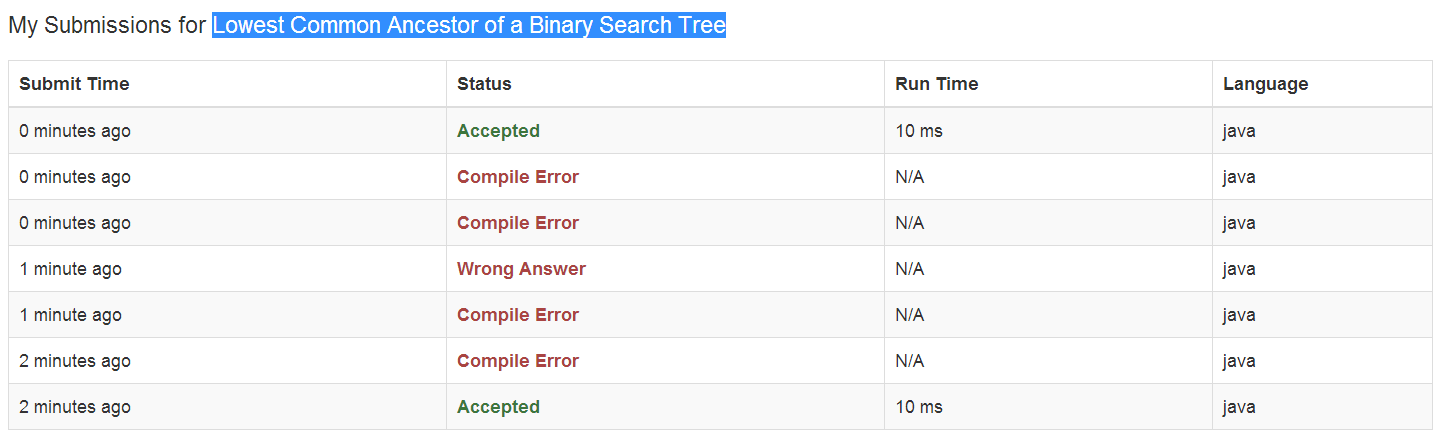 My Submissions for Lowest Common Ancestor of a Binary Search Tree
Submit Time Status Run Time Language
0 minutes ago Accepted 10 ms java
0 minutes ago Compile Error N/A java
0 minutes ago Compile Error N/A java
1 minute ago Wrong Answer N/A java
1 minute ago Compile Error N/A java
2 minutes ago Compile Error N/A java
2 minutes ago Accepted 10 ms java